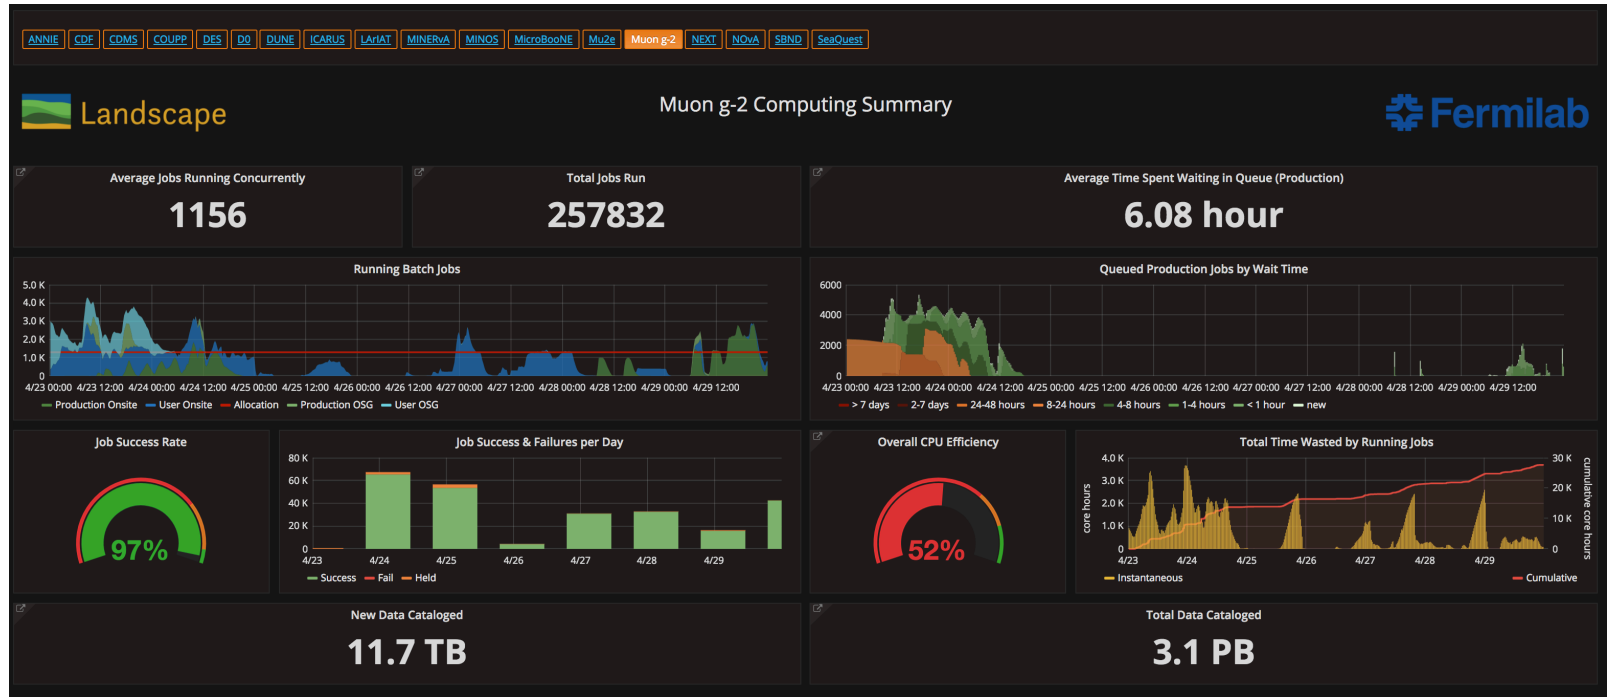 ANNIE CDF CDMS COUPP DES D0 DUNE ICARUS LArIAT MINERvA MINOS MicroBooNE Mu2e Muon g-2 NEXT NOvA SBND SeaQuest
Landscape
Muon g-2 Computing Summary
Fermilab
Average Jobs Running Concurrently
1156
Total Jobs Run
257832
Average Time Spent Waiting in Queue (Production)
6.08 hour
Running Batch Jobs
5.0 K
4.0 K
3.0 K
2.0 K
1.0 K
0
4/23 00:00 4/23 12:00 4/24 00:00 4/24 12:00 4/25 00:00 4/25 12:00 4/26 00:00 4/26 12:00 4/27 00:00 4/27 12:00 4/28 00:00 4/28 12:00 4/29 00:00 4/29 12:00
Production Onsite User Onsite Allocation Production OSG User OSG
Queued Production Jobs by Wait Time
6000
4000
2000
0
4/23 00:00 4/23 12:00 4/24 00:00 4/24 12:00 4/25 00:00 4/25 12:00 4/26 00:00 4/26 12:00 4/27 00:00 4/27 12:00 4/28 00:00 4/28 12:00 4/29 00:00 4/29 12:00
> 7 days 2-7 days 24-48 hours 8-24 hours 4-8 hours 1-4 hours < 1 hour new
Job Success Rate
97%
Job Success & Failures per Day
80 K
60 K
40 K
20 K
0
4/23 4/24 4/25 4/26 4/27 4/28 4/29
Success Fail Held
Overall CPU Efficiency
52%
Total Time Wasted by Running Jobs
core hours
4.0 K
3.0 K
2.0 K
1.0 K
0
30 K
20 K
10 K
0
cumulative core hours
4/23 4/24 4/25 4/26 4/27 4/28 4/29
Instantaneous Cumulative
New Data Cataloged
11.7 TB
Total Data Cataloged
3.1 PB